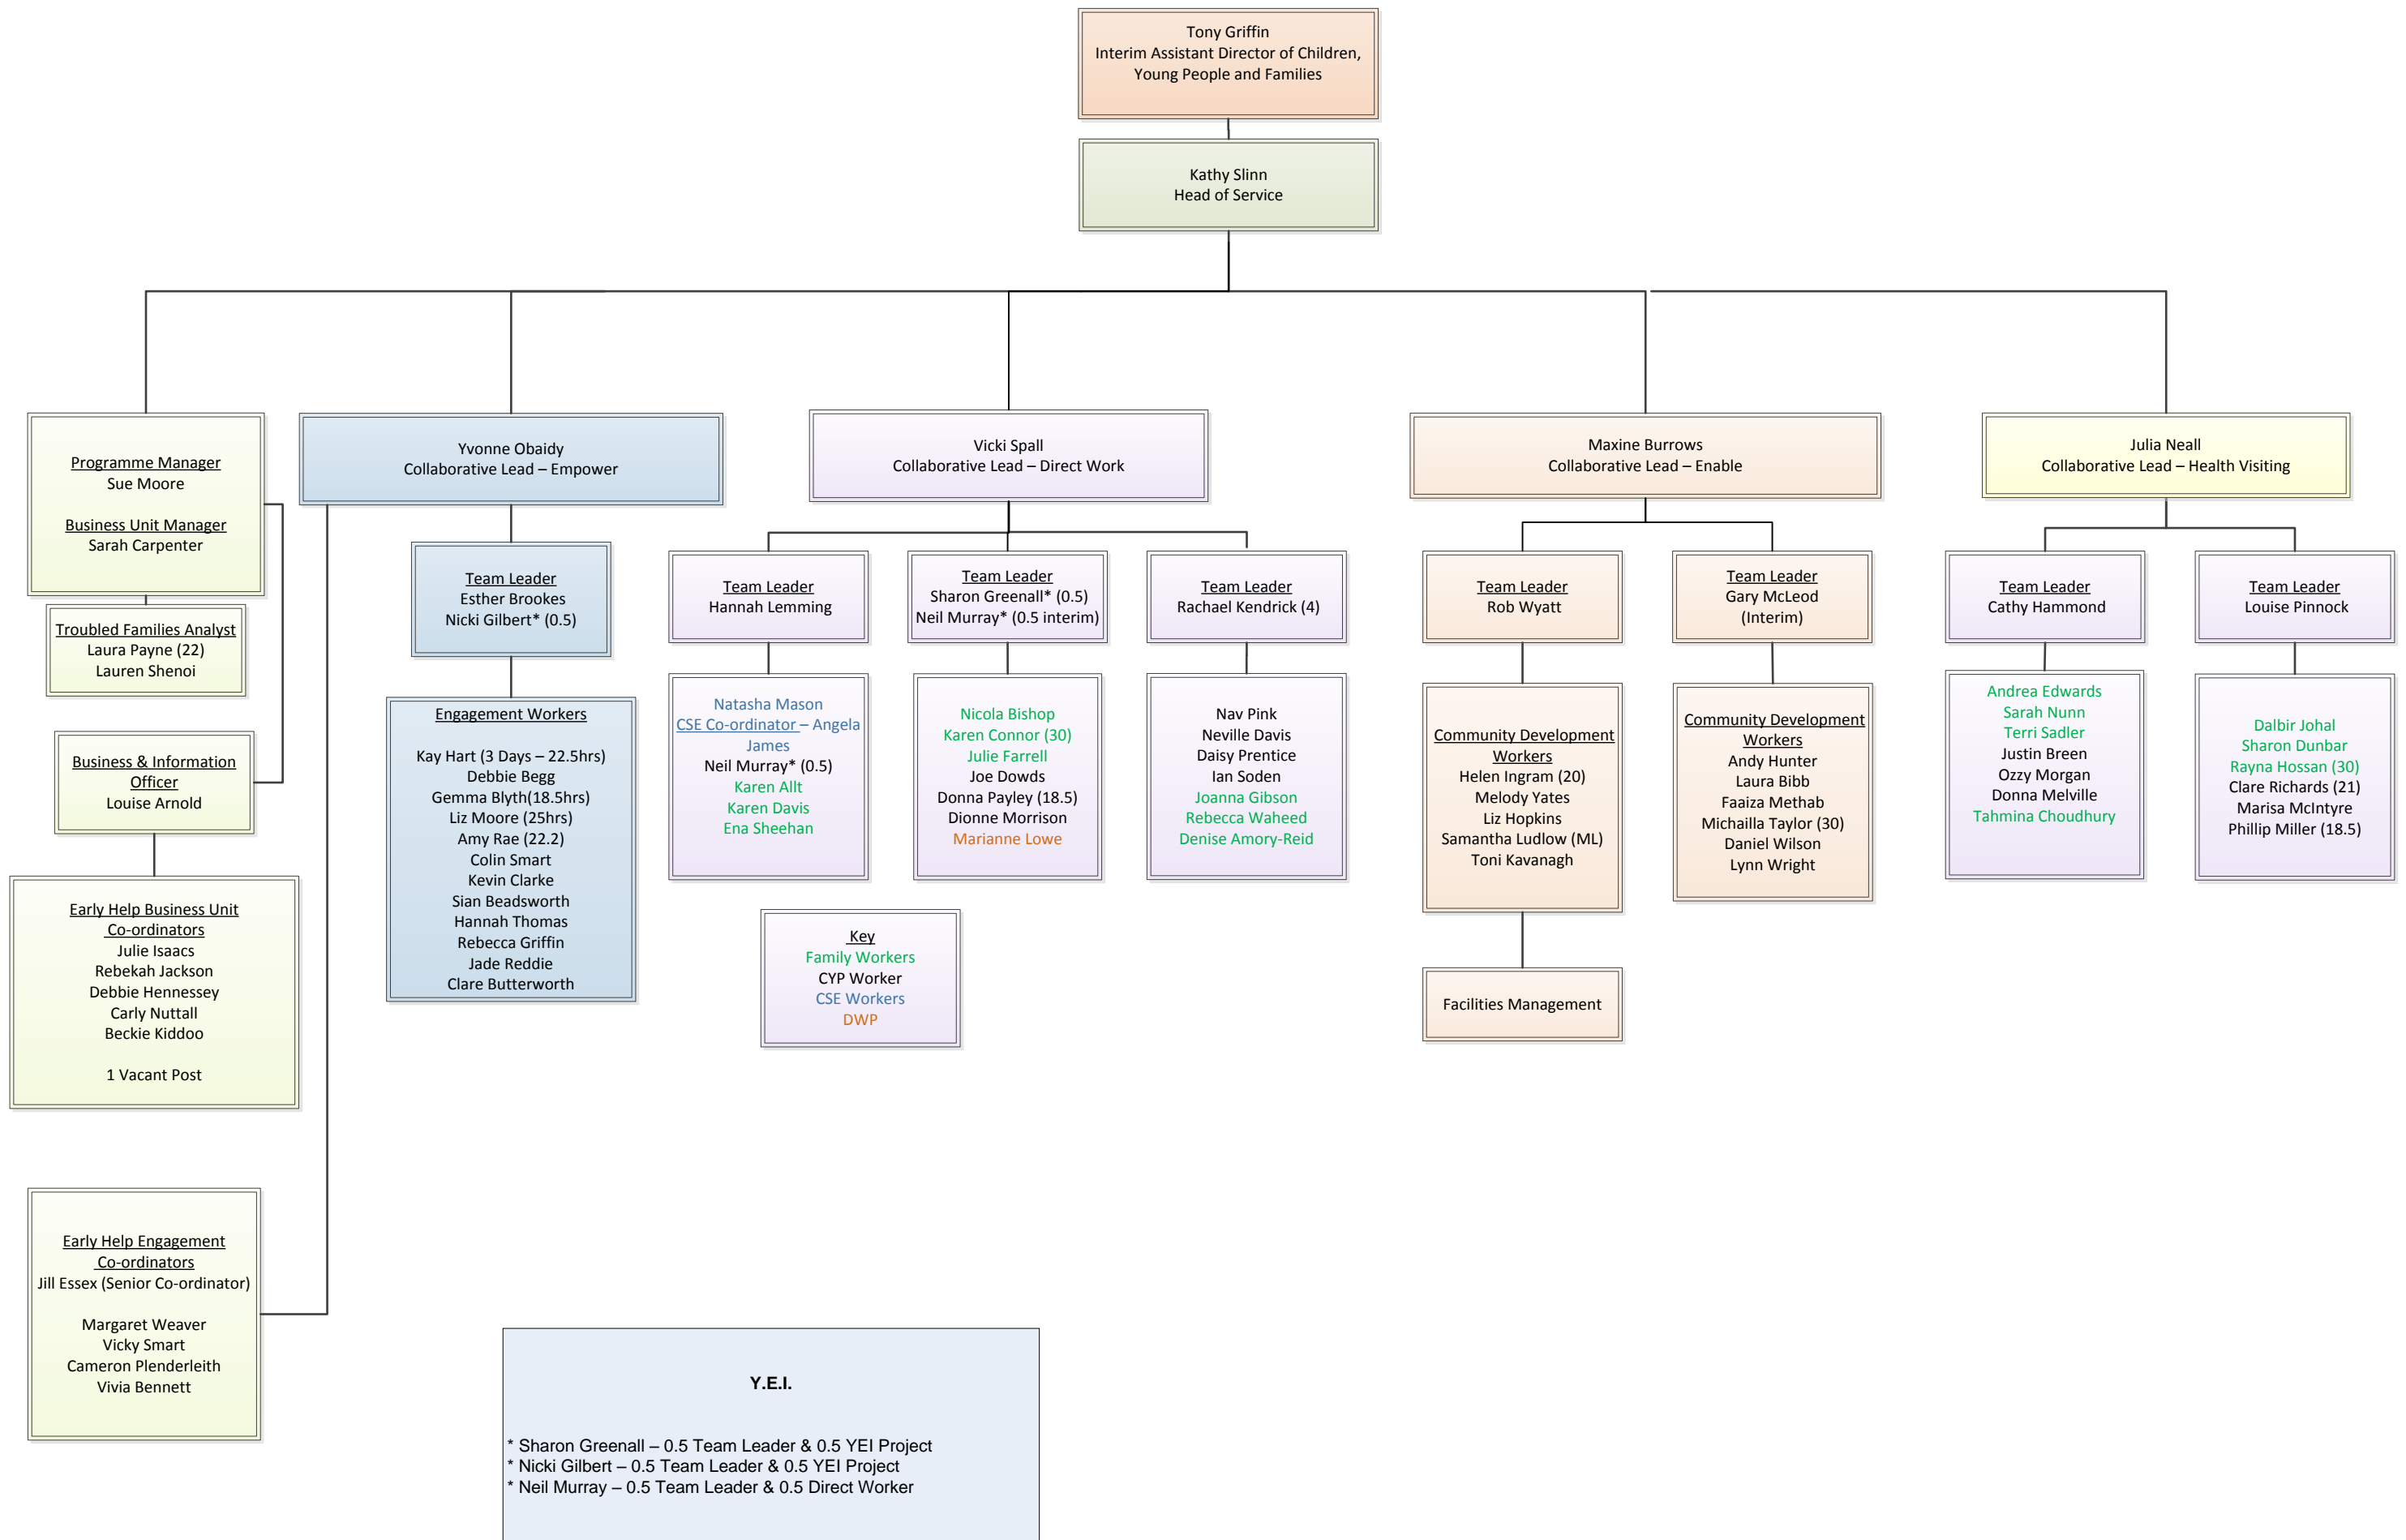 Tony Griffin
Interim Assistant Director of Children,
Young People and Families
Kathy Slinn
Head of Service
Programme Manager
Sue Moore
Business Unit Manager
Sarah Carpenter
Troubled Families Analyst
Laura Payne (22)
Lauren Shenoi
Business & Information
Officer
Louise Arnold
Early Help Business Unit
Co-ordinators
Julie Isaacs
Rebekah Jackson
Debbie Hennessey
Carly Nuttall
Beckie Kiddoo
1 Vacant Post
Early Help Engagement
Co-ordinators
Jill Essex (Senior Co-ordinator)
Margaret Weaver
Vicky Smart
Cameron Plenderleith
Vivia Bennett
Yvonne Obaidy
Collaborative Lead – Empower
Team Leader
Esther Brookes
Nicki Gilbert* (0.5)
Engagement Workers
Kay Hart (3 Days – 22.5hrs)
Debbie Begg
Gemma Blyth(18.5hrs)
Liz Moore (25hrs)
Amy Rae (22.2)
Colin Smart
Kevin Clarke
Sian Beadsworth
Hannah Thomas
Rebecca Griffin
Jade Reddie
Clare Butterworth
Vicki Spall
Collaborative Lead – Direct Work
Team Leader
Hannah Lemming
Natasha Mason
CSE Co-ordinator – Angela
James
Neil Murray* (0.5)
Karen Allt
Karen Davis
Ena Sheehan
Team Leader
Sharon Greenall* (0.5)
Neil Murray* (0.5 interim)
Nicola Bishop
Karen Connor (30)
Julie Farrell
Joe Dowds
Donna Payley (18.5)
Dionne Morrison
Marianne Lowe
Team Leader
Rachael Kendrick (4)
Nav Pink
Neville Davis
Daisy Prentice
Ian Soden
Joanna Gibson
Rebecca Waheed
Denise Amory-Reid
Key
Family Workers
CYP Worker
CSE Workers
DWP
Maxine Burrows
Collaborative Lead – Enable
Team Leader
Rob Wyatt
Community Development
Workers
Helen Ingram (20)
Melody Yates
Liz Hopkins
Samantha Ludlow (ML)
Toni Kavanagh
Facilities Management
Team Leader
Gary McLeod
(Interim)
Community Development
Workers
Andy Hunter
Laura Bibb
Faaiza Methab
Michailla Taylor (30)
Daniel Wilson
Lynn Wright
Julia Neall
Collaborative Lead – Health Visiting
Team Leader
Cathy Hammond
Andrea Edwards
Sarah Nunn
Terri Sadler
Justin Breen
Ozzy Morgan
Donna Melville
Tahmina Choudhury
Team Leader
Louise Pinnock
Dalbir Johal
Sharon Dunbar
Rayna Hossan (30)
Clare Richards (21)
Marisa McIntyre
Phillip Miller (18.5)
Y.E.I.
* Sharon Greenall – 0.5 Team Leader & 0.5 YEI Project
* Nicki Gilbert – 0.5 Team Leader & 0.5 YEI Project
* Neil Murray – 0.5 Team Leader & 0.5 Direct Worker